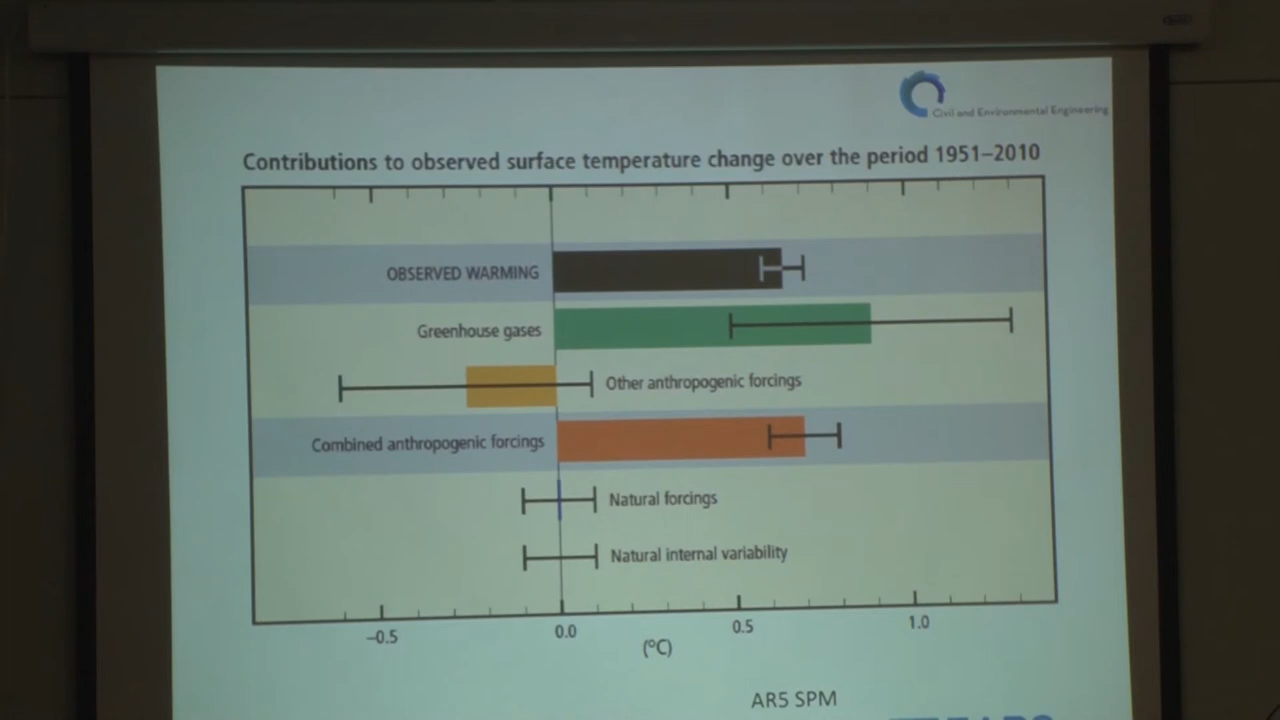 Civil and Environmental Engineering
Contributions to observed surface temperature change over the period 1951–2010
OBSERVED WARMING
Greenhouse gases
Other anthropogenic forcings
Combined anthropogenic forcings
Natural forcings
Natural internal variability
–0.5 0.0 0.5 1.0
(°C)
AR5 SPM